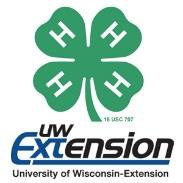 H H
H H
18 USC 707
UW
Extension
University of Wisconsin-Extension